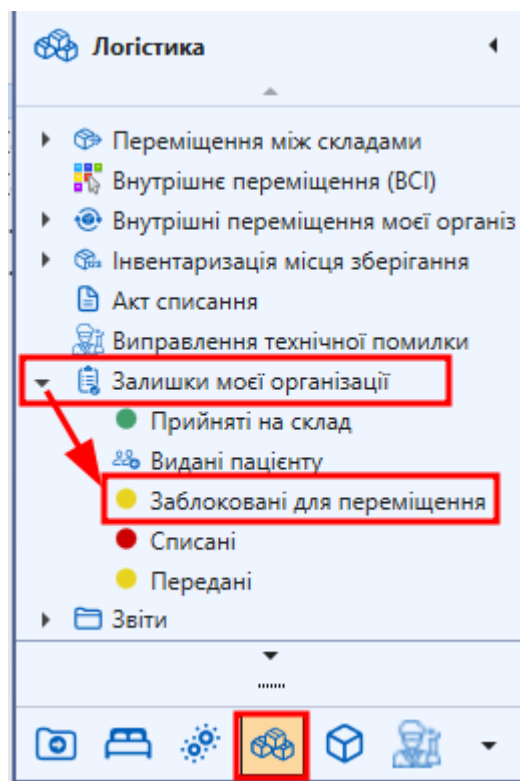 Логістика
Переміщення між складами
Внутрішнє переміщення (ВСІ)
Внутрішні переміщення моєї організ
Інвентаризація місця зберігання
Акт списання
Виправлення технічної помилки
Залишки моєї організації
Прийняті на склад
Видані пацієнту
Заблоковані для переміщення
Списані
Передані
Звіти